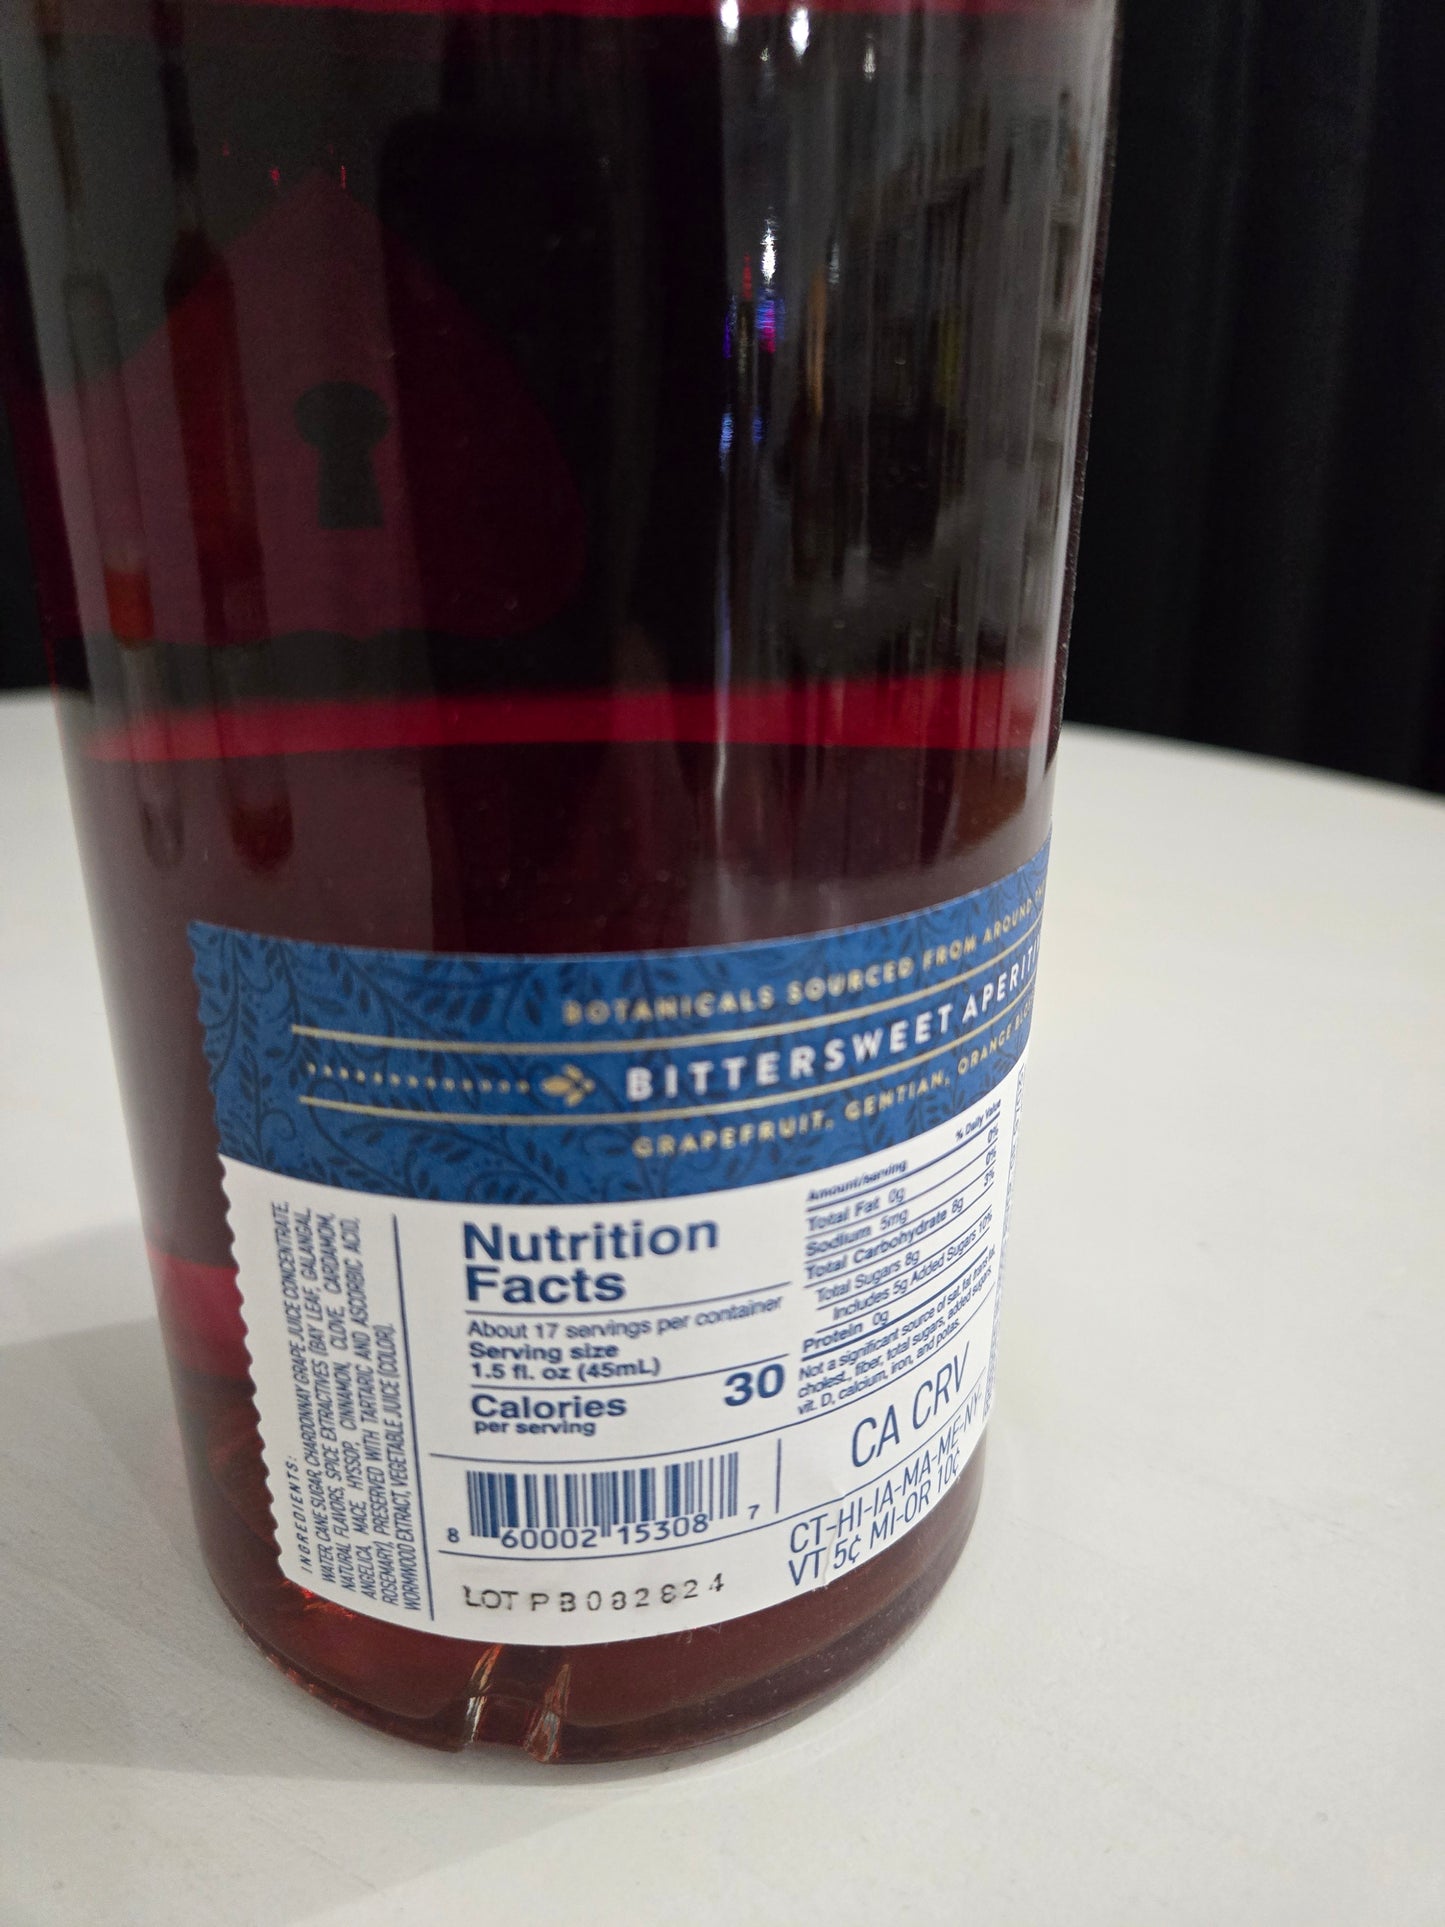 BOTANICALS SOURCED FROM AROUND
BITTERSWEET APERITI
GRAPEFRUIT, GENTIAN, ORANGE
INGREDIENTS:
WATER, CANE SUGAR, CHARDONNAY GRAPE JUICE CONCENTRATE,
NATURAL FLAVORS, SPICE EXTRACTIVES (BAY LEAF, GALANGAL,
ANGELICA, MACE, HYSSOP, CINNAMON, CLOVE, CARDAMOM,
ROSEMARY), PRESERVED WITH TARTARIC AND ASCORBIC ACID,
WORMWOOD EXTRACT, VEGETABLE JUICE (COLOR).
Nutrition
Facts
About 17 servings per container
Serving size
1.5 fl. oz (45mL)
Calories 30
per serving
Amount/serving % Daily Value
Total Fat 0g 0%
Sodium 5mg 0%
Total Carbohydrate 8g 3%
Total Sugars 8g
Includes 5g Added Sugars 10%
Protein 0g
Not a significant source of sat. fat, trans fat,
cholest., fiber, total sugars, added sugars,
vit. D, calcium, iron, and potas.
8 60002 15308 7
LOT PB082824
CA CRV
CT-HI-IA-MA-ME-NY-
VT 5¢ MI-OR 10¢